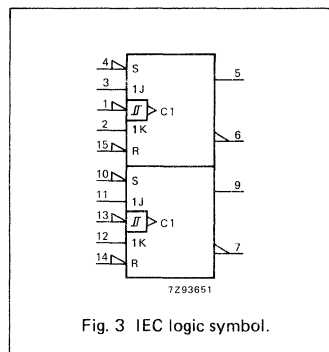 4 S 5
3 1J
1 C1
2 1K 6
15 R
10 S 9
11 1J
13 C1
12 1K 7
14 R
7Z93651
Fig. 3 IEC logic symbol.